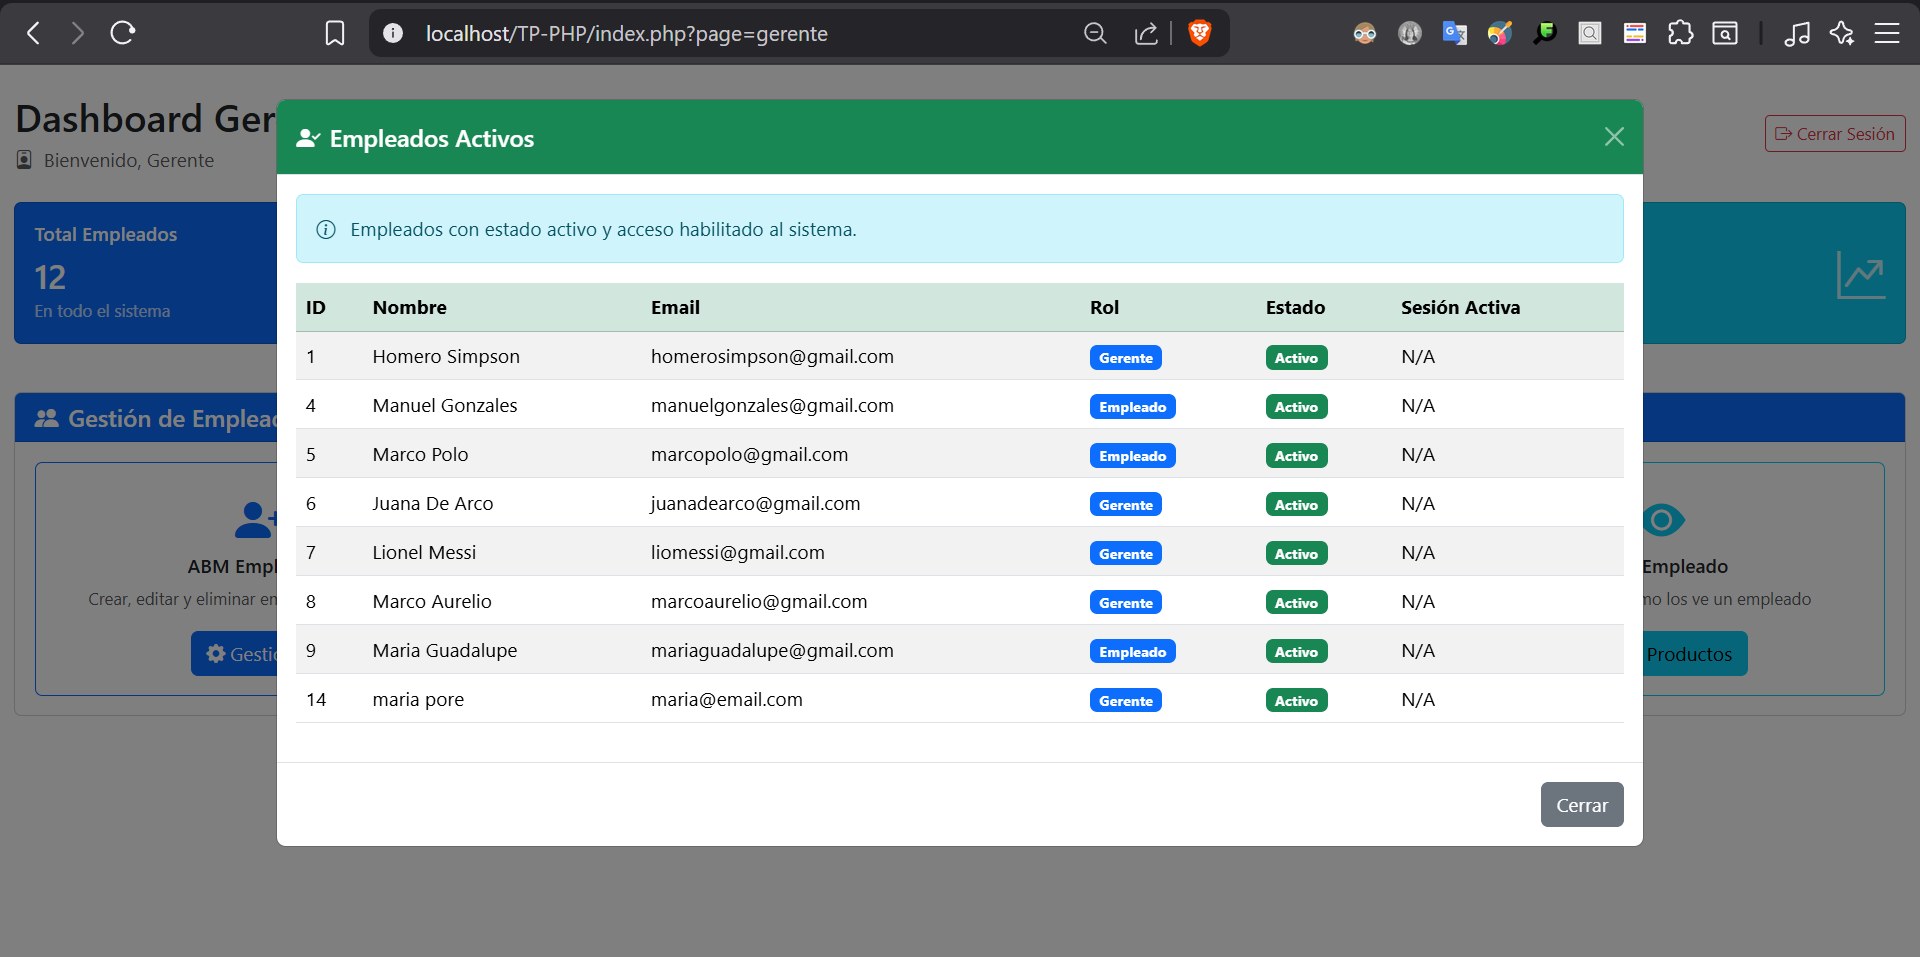 localhost/TP-PHP/index.php?page=gerente
Dashboard Ger
Bienvenido, Gerente
Cerrar Sesión
Total Empleados
12
En todo el sistema
Gestión de Emplead
ABM Empl
Crear, editar y eliminar em
Gestio
Empleado
mo los ve un empleado
Productos
Empleados Activos
Empleados con estado activo y acceso habilitado al sistema.
ID Nombre Email Rol Estado Sesión Activa
1 Homero Simpson homerosimpson@gmail.com Gerente Activo N/A
4 Manuel Gonzales manuelgonzales@gmail.com Empleado Activo N/A
5 Marco Polo marcopolo@gmail.com Empleado Activo N/A
6 Juana De Arco juanadearco@gmail.com Gerente Activo N/A
7 Lionel Messi liomessi@gmail.com Gerente Activo N/A
8 Marco Aurelio marcoaurelio@gmail.com Gerente Activo N/A
9 Maria Guadalupe mariaguadalupe@gmail.com Empleado Activo N/A
14 maria pore maria@email.com Gerente Activo N/A
Cerrar